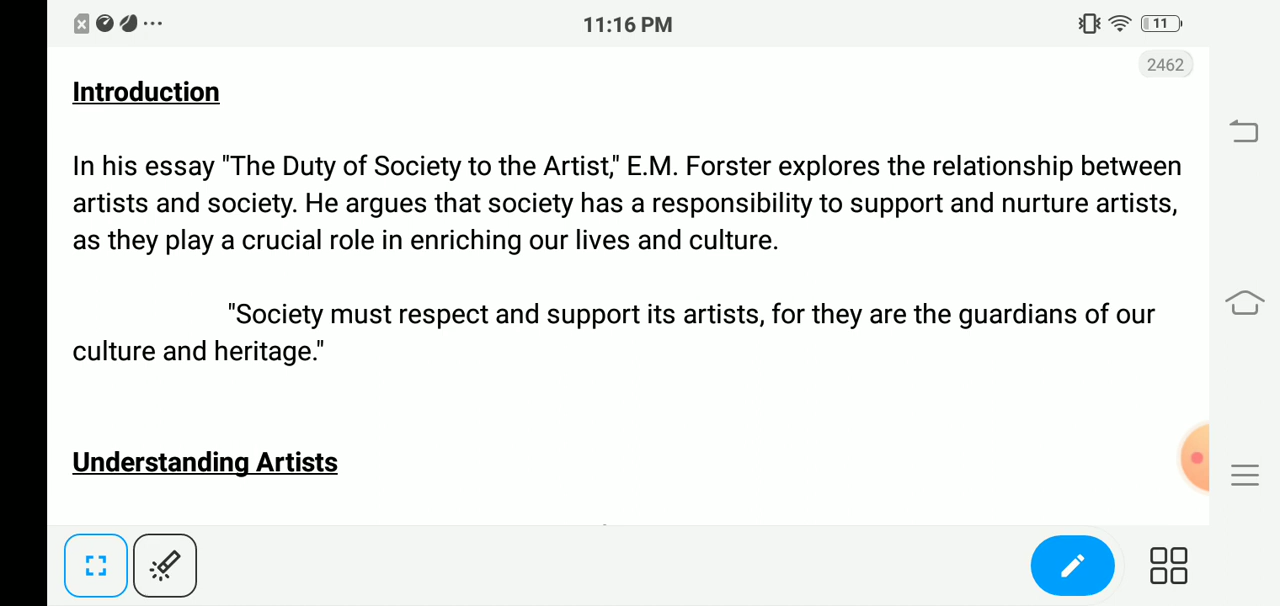 11:16 PM
11
2462
Introduction
In his essay "The Duty of Society to the Artist," E.M. Forster explores the relationship between
artists and society. He argues that society has a responsibility to support and nurture artists,
as they play a crucial role in enriching our lives and culture.
"Society must respect and support its artists, for they are the guardians of our
culture and heritage."
Understanding Artists